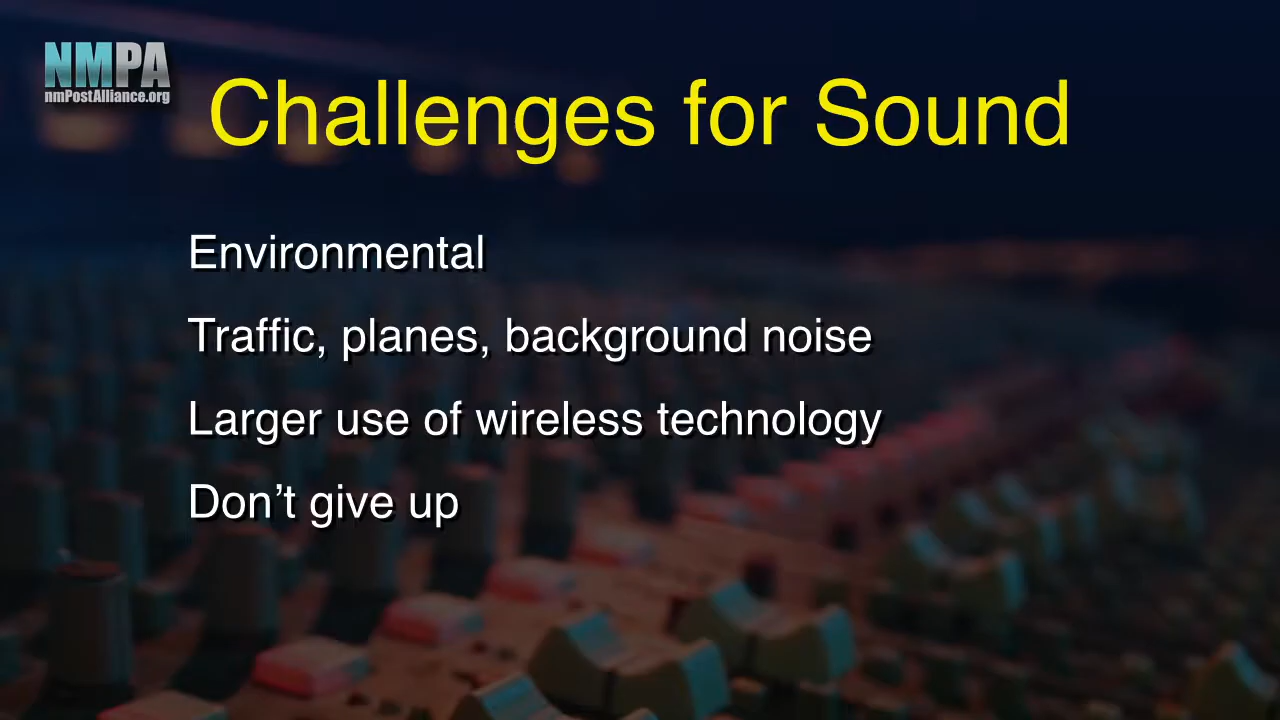 NMPA
nmPostAlliance.org
Challenges for Sound
Environmental
Traffic, planes, background noise
Larger use of wireless technology
Don’t give up